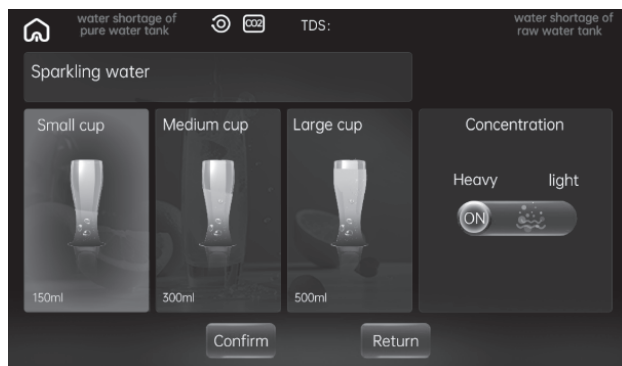 water shortage of
pure water tank
CO2
TDS:
water shortage of
raw water tank
Sparkling water
Small cup
Medium cup
Large cup
Concentration
Heavy
light
ON
150ml
300ml
500ml
Confirm
Return